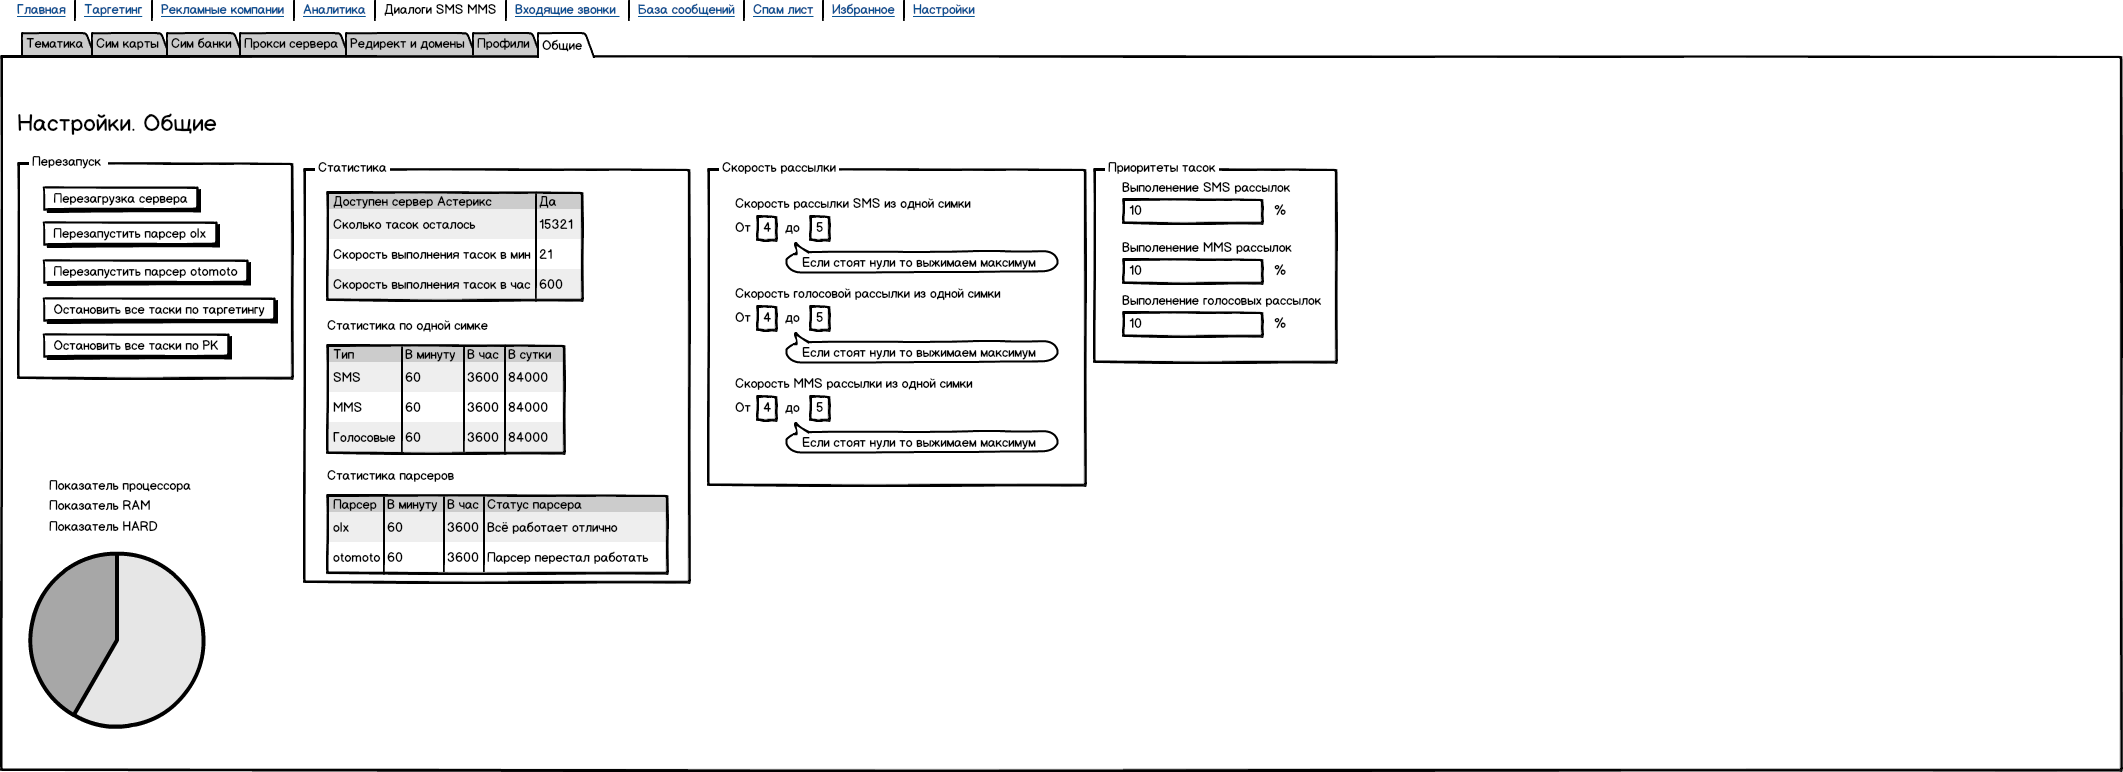 Главная Таргетинг Рекламные компании Аналитика Диалоги SMS MMS Входящие звонки База сообщений Спам лист Избранное Настройки
Тематика Сим карты Сим банки Прокси сервера Редирект и домены Профили Общие
Настройки. Общие
Перезапуск
Перезагрузка сервера
Перезапустить парсер olx
Перезапустить парсер otomoto
Остановить все таски по таргетингу
Остановить все таски по РК
Показатель процессора
Показатель RAM
Показатель HARD
Статистика
Доступен сервер Астерикс Да
Сколько тасок осталось 15321
Скорость выполнения тасок в мин 21
Скорость выполнения тасок в час 600
Статистика по одной симке
Тип В минуту В час В сутки
SMS 60 3600 84000
MMS 60 3600 84000
Голосовые 60 3600 84000
Статистика парсеров
Парсер В минуту В час Статус парсера
olx 60 3600 Всё работает отлично
otomoto 60 3600 Парсер перестал работать
Скорость рассылки
Скорость рассылки SMS из одной симки
От 4 до 5
Если стоят нули то выжимаем максимум
Скорость голосовой рассылки из одной симки
От 4 до 5
Если стоят нули то выжимаем максимум
Скорость MMS рассылки из одной симки
От 4 до 5
Если стоят нули то выжимаем максимум
Приоритеты тасок
Выполенение SMS рассылок
10 %
Выполенение MMS рассылок
10 %
Выполенение голосовых рассылок
10 %